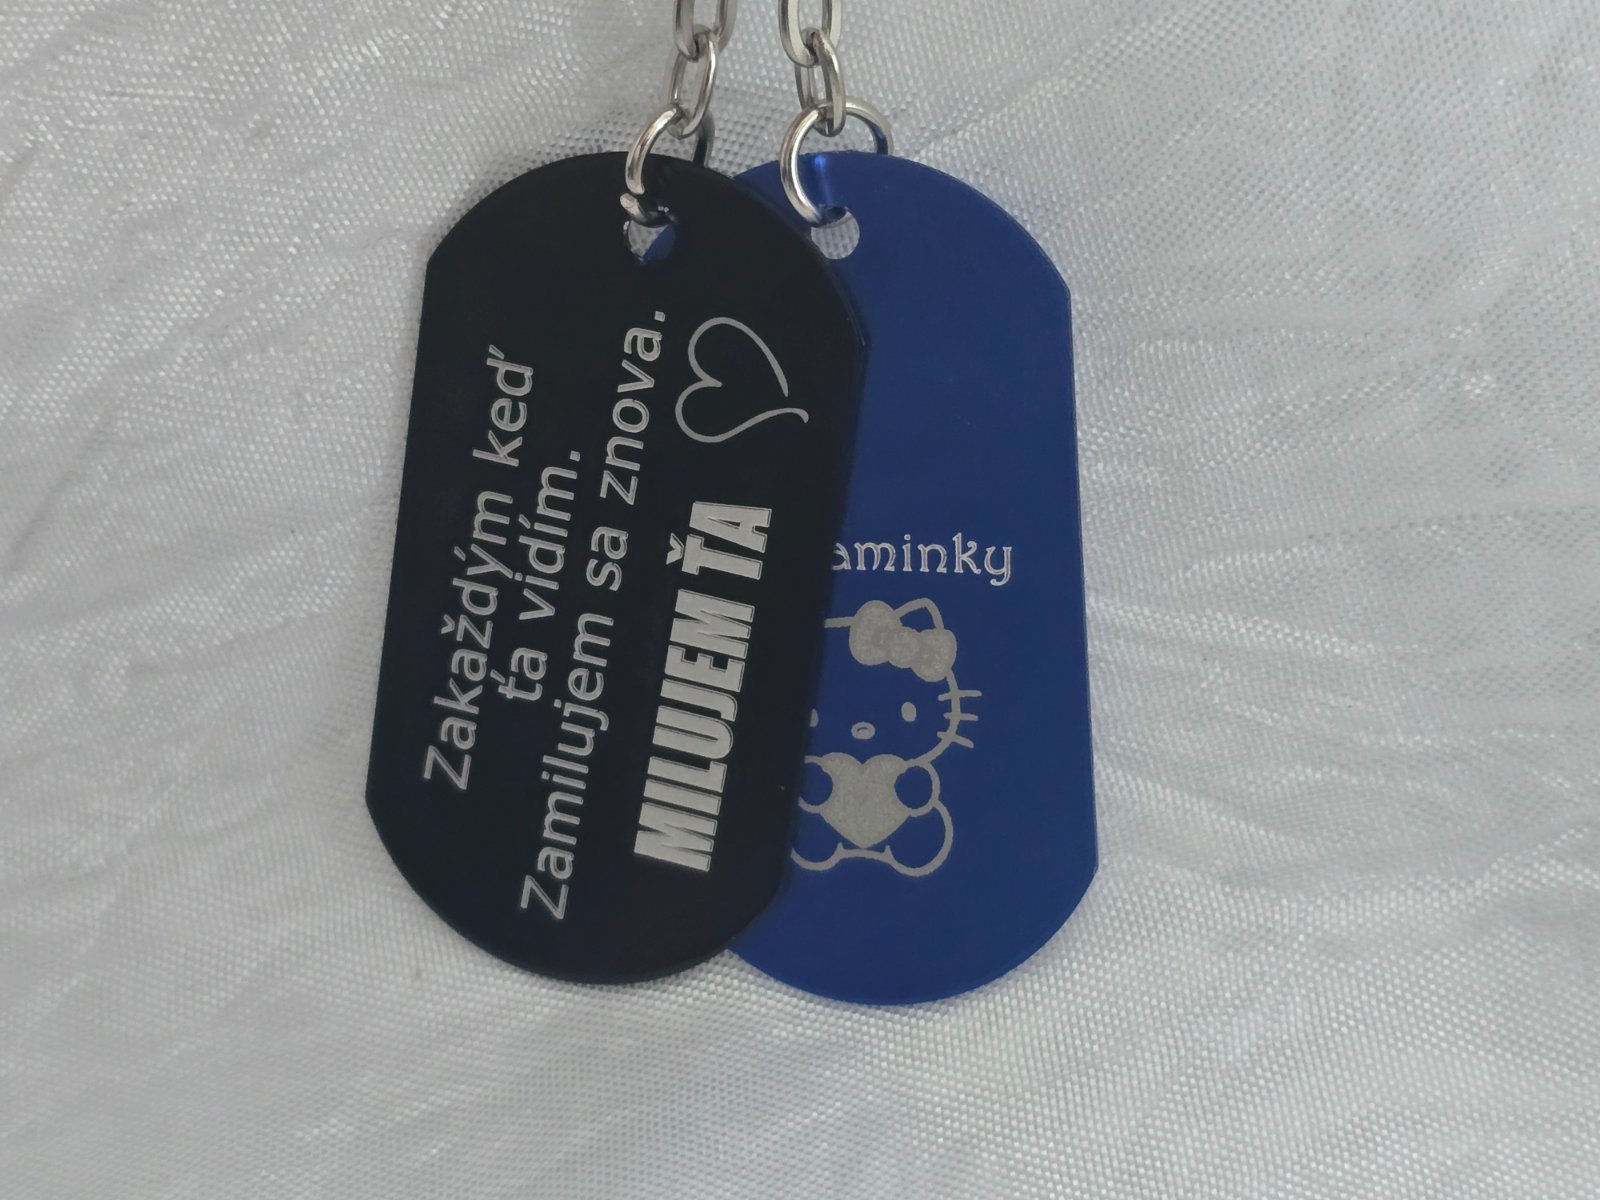 Zakaždým keď
ťa vidím.
Zamilujem sa znova.
MILUJEM ŤA
aminky